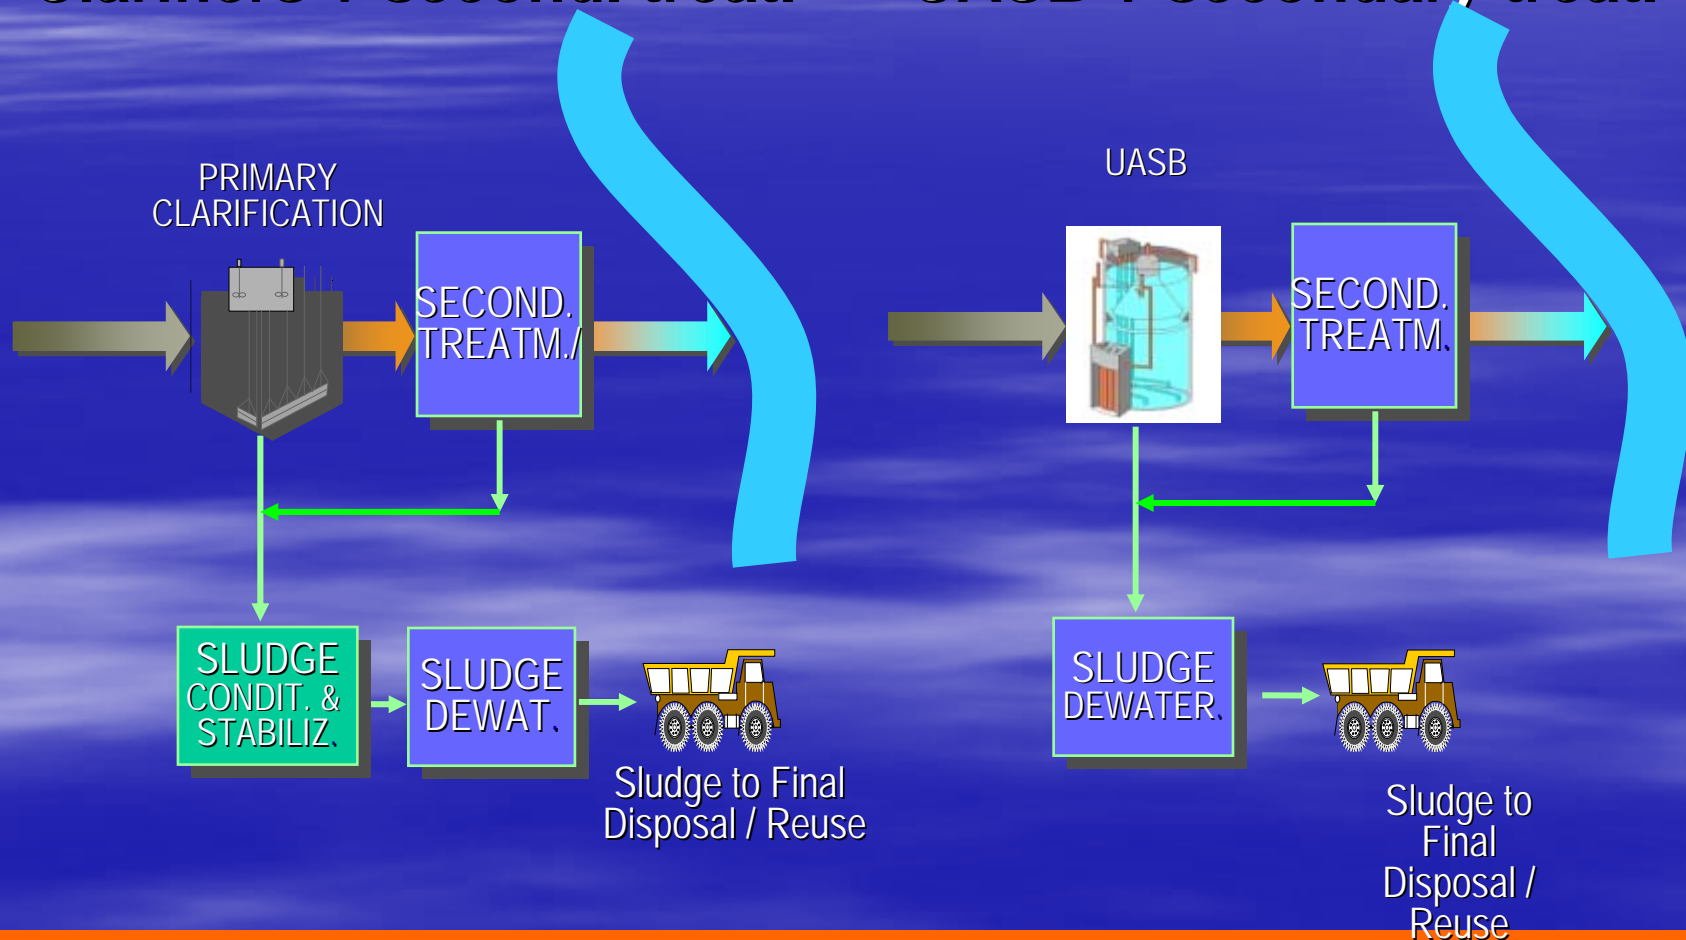 PRIMARY
CLARIFICATION
SECOND.
TREATM./
SLUDGE
CONDIT. &
STABILIZ.
SLUDGE
DEWAT.
Sludge to Final
Disposal / Reuse
UASB
SECOND.
TREATM.
SLUDGE
DEWATER.
Sludge to
Final
Disposal /
Reuse